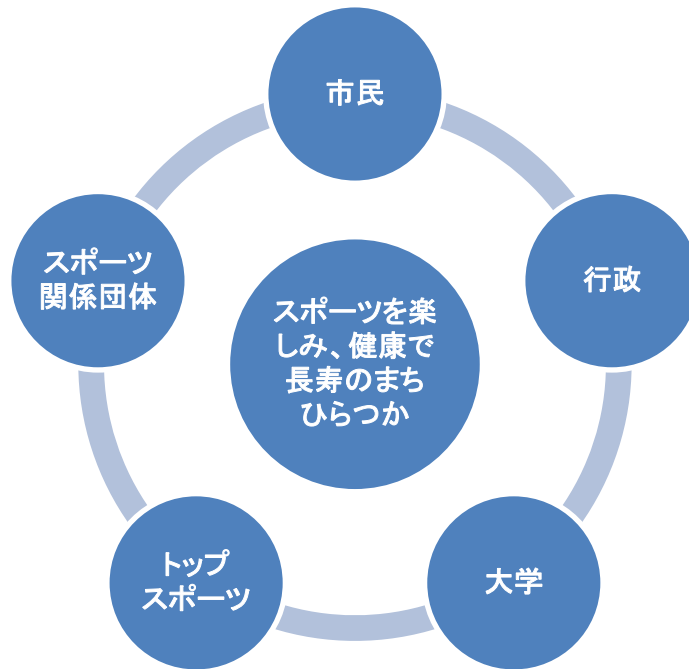 市民
行政
大学
トップ
スポーツ
スポーツ
関係団体
スポーツを楽
しみ、健康で
長寿のまち
ひらつか